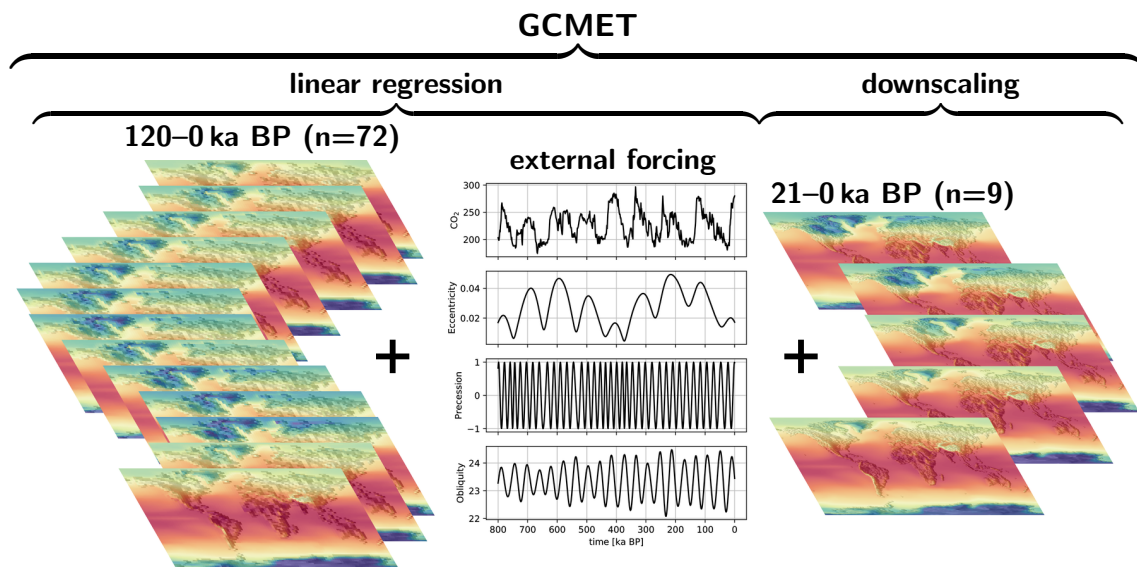 GCMET
linear regression
downscaling
120–0 ka BP (n=72)
external forcing
21–0 ka BP (n=9)
300
250
200
CO₂
0.04
0.02
Eccentricity
1
0
−1
Precession
24
23
22
Obliquity
800 700 600 500 400 300 200 100 0
time [ka BP]
+
+